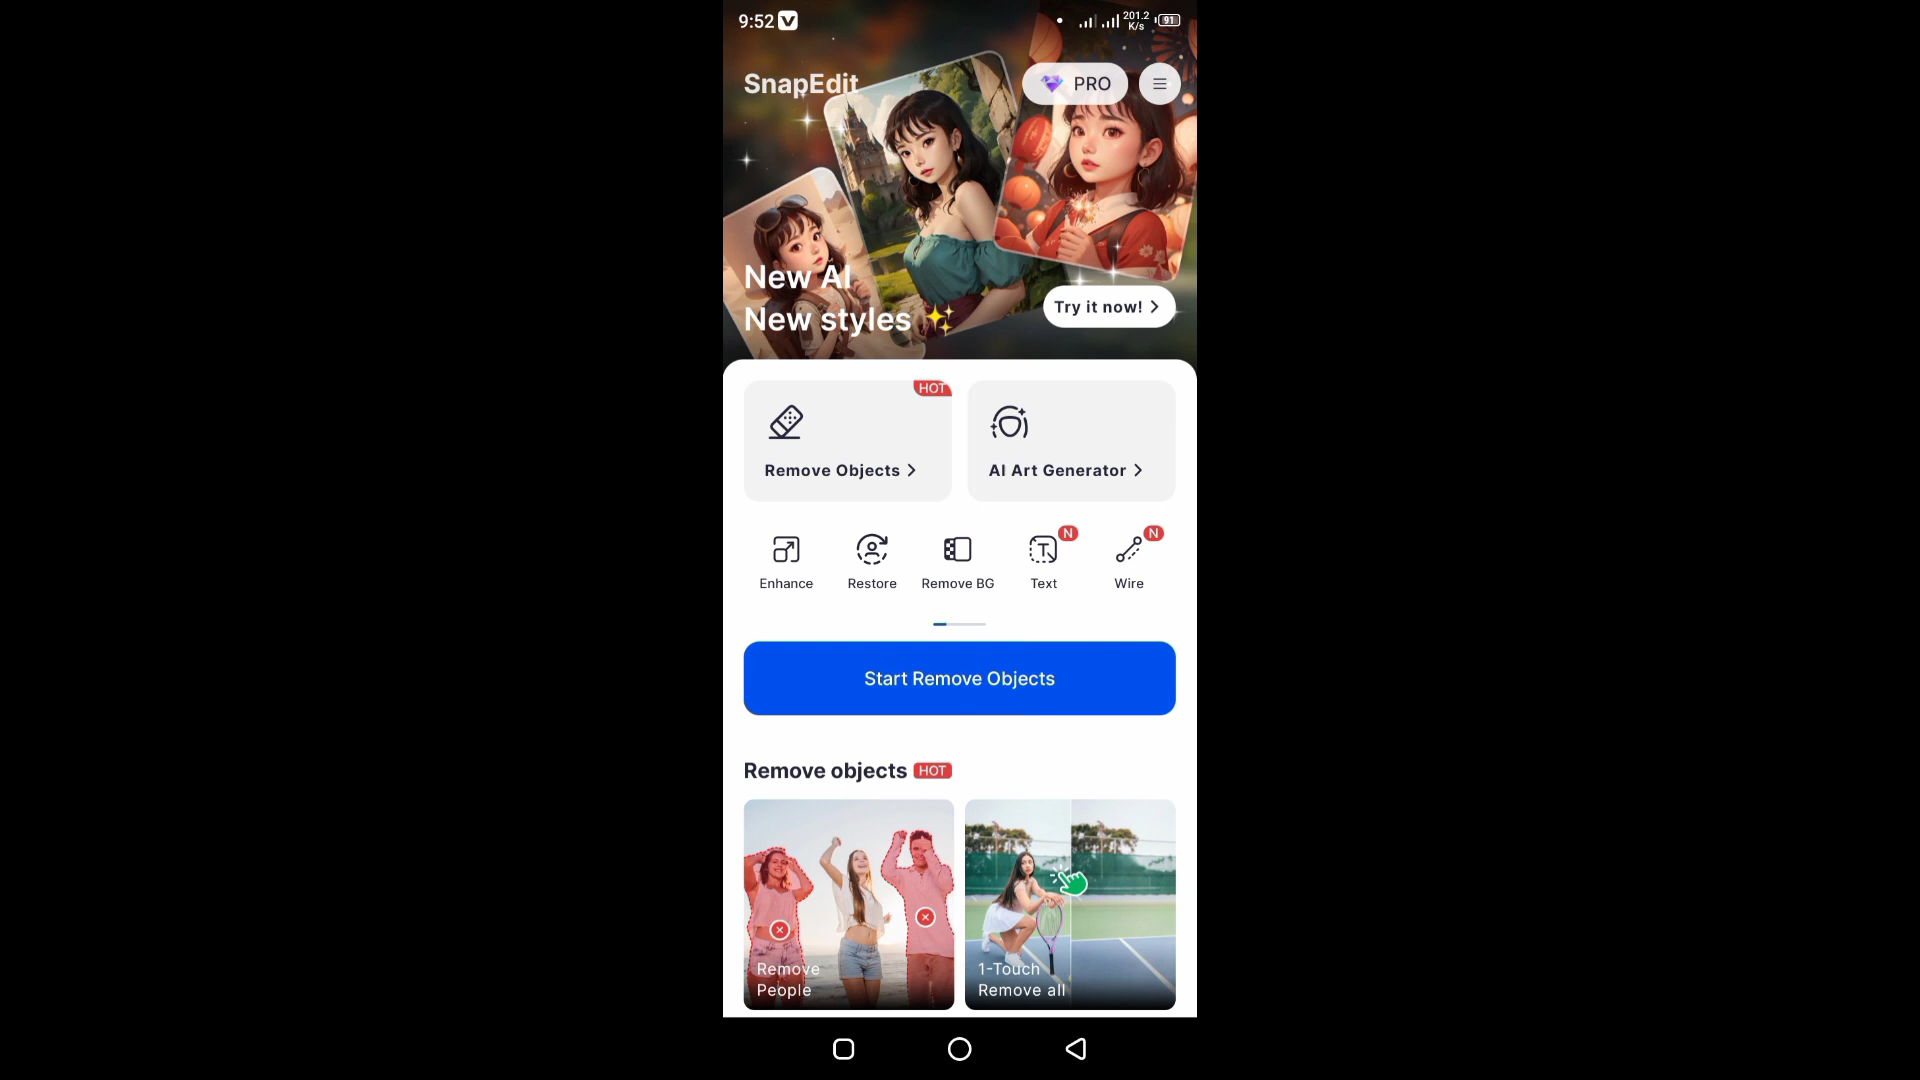 9:52
201.2
K/s
91
SnapEdit
PRO
New AI
New styles
Try it now!
HOT
Remove Objects
AI Art Generator
N
N
Enhance
Restore
Remove BG
Text
Wire
Start Remove Objects
Remove objects HOT
Remove
People
1-Touch
Remove all